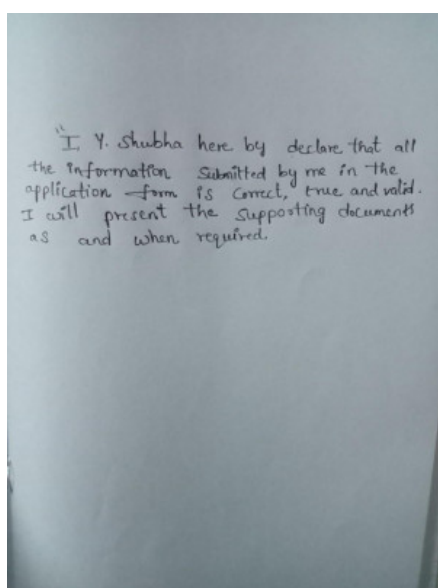 "I, Y. Shubha here by declare that all
the information submitted by me in the
application form is correct, true and valid.
I will present the supporting documents
as and when required.